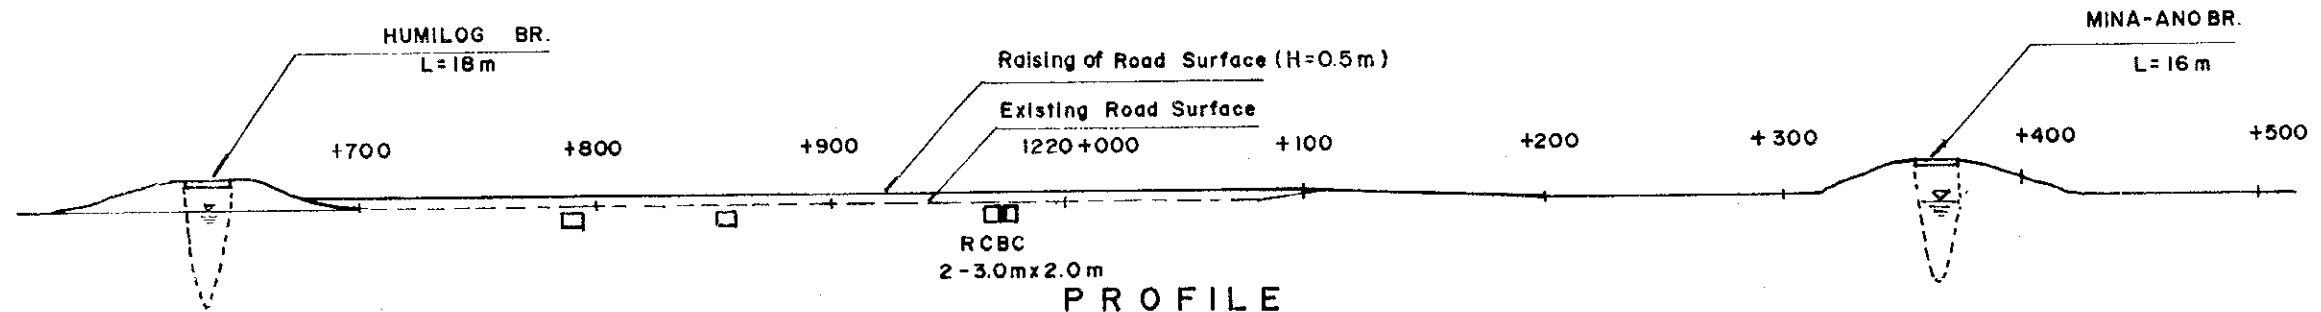 HUMILOG BR.
L=18m
Raising of Road Surface (H=0.5m)
Existing Road Surface
MINA-ANO BR.
L=16m
+700 +800 +900 1220+000 +100 +200 +300 +400 +500
RCBC
2-3.0mx2.0m
PROFILE